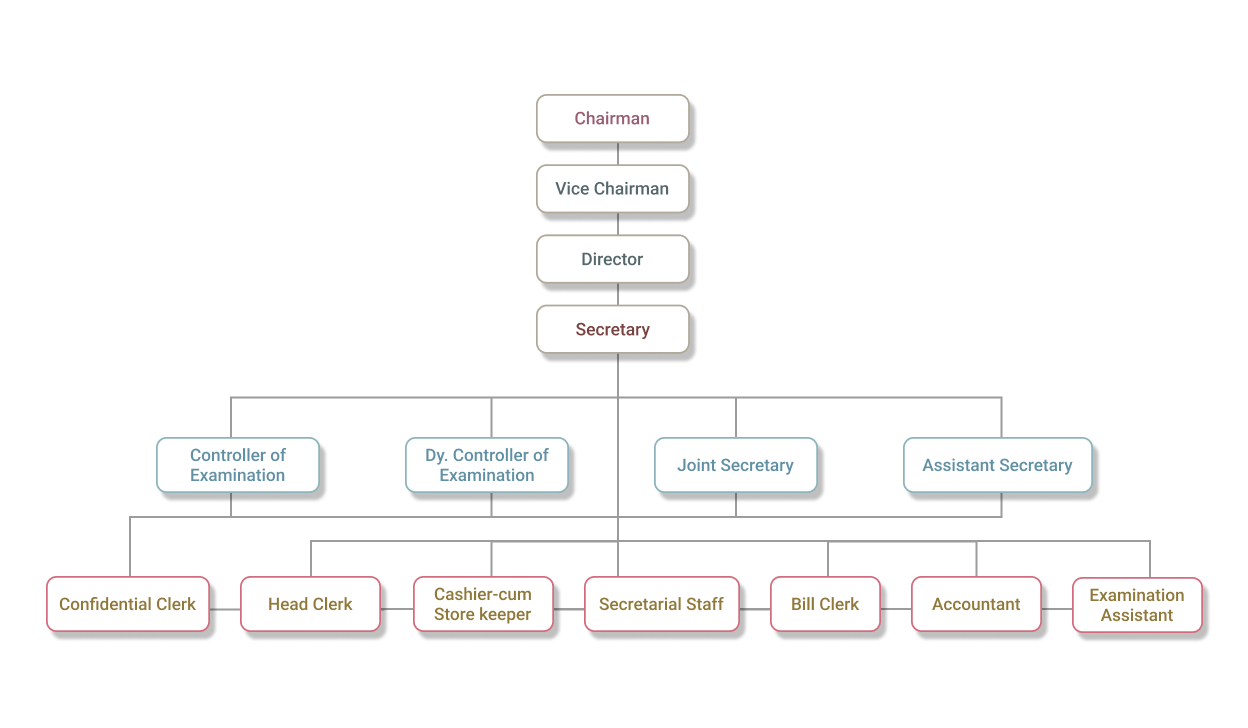 Chairman
Vice Chairman
Director
Secretary
Controller of
Examination
Dy. Controller of
Examination
Joint Secretary
Assistant Secretary
Confidential Clerk
Head Clerk
Cashier-cum
Store keeper
Secretarial Staff
Bill Clerk
Accountant
Examination
Assistant